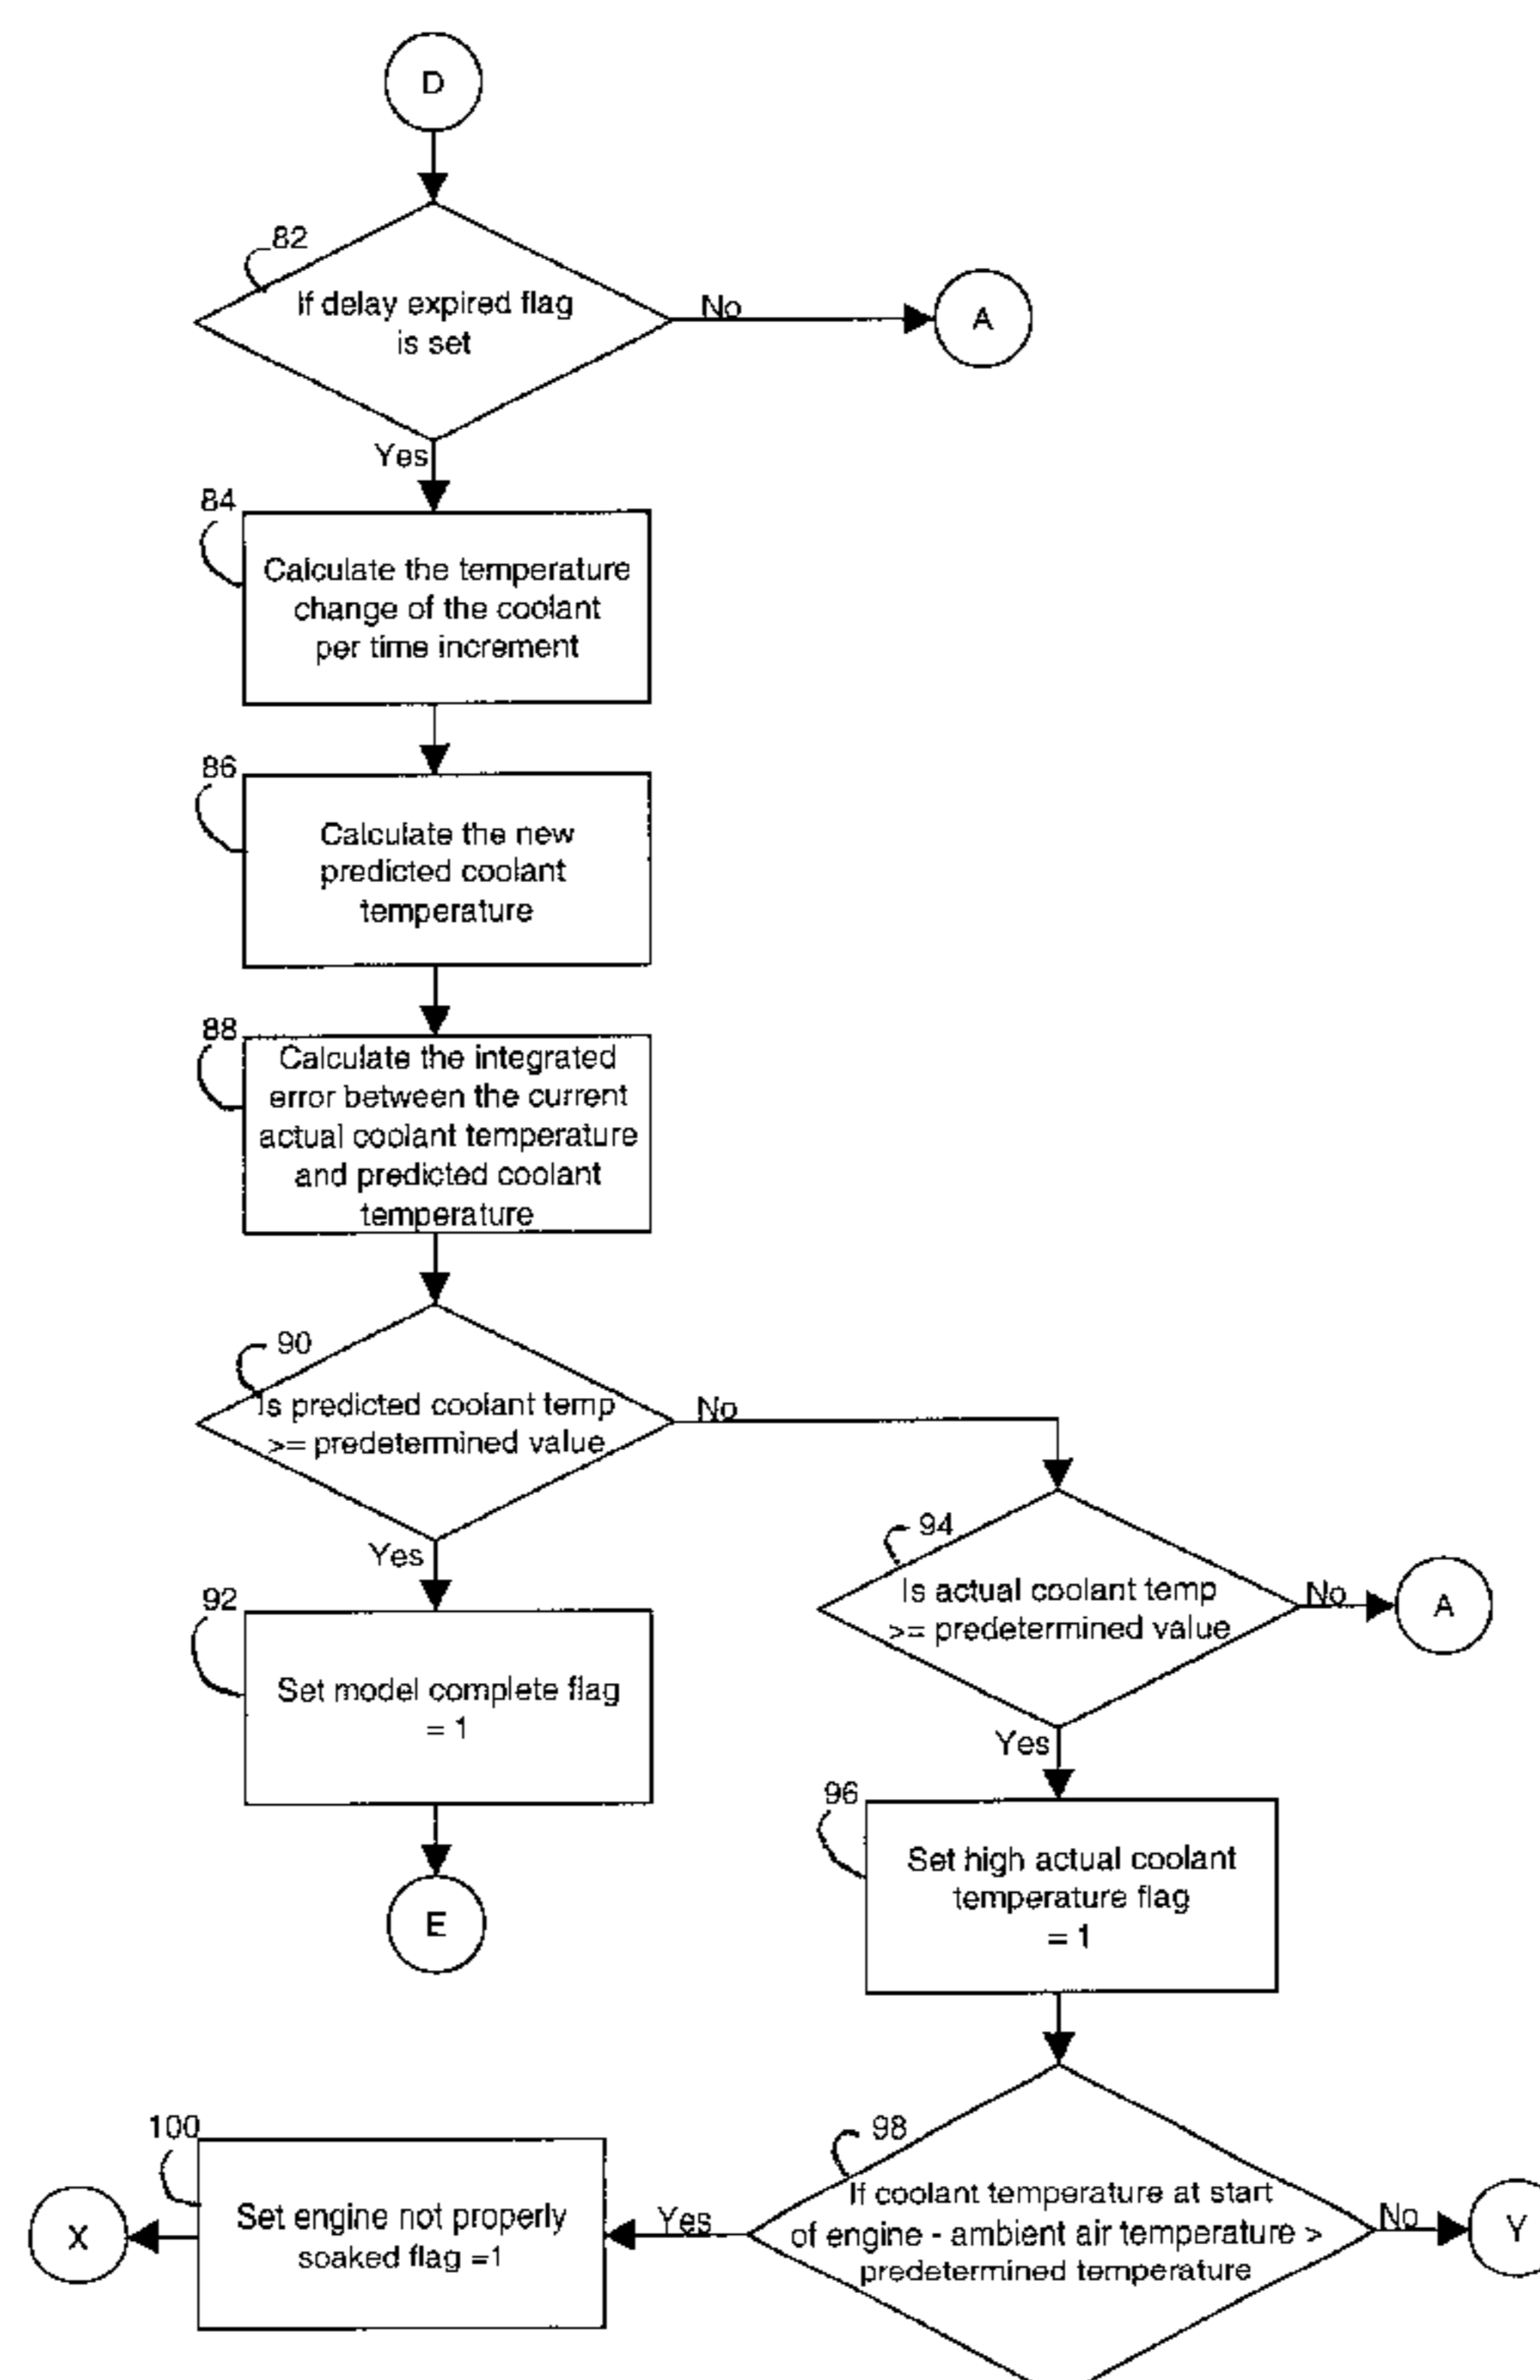 D
82
If delay expired flag
is set
No
A
Yes
84
Calculate the temperature
change of the coolant
per time increment
86
Calculate the new
predicted coolant
temperature
88
Calculate the integrated
error between the current
actual coolant temperature
and predicted coolant
temperature
90
Is predicted coolant temp
>= predetermined value
No
Yes
94
Is actual coolant temp
>= predetermined value
No
A
92
Set model complete flag
= 1
Yes
96
Set high actual coolant
temperature flag
= 1
E
98
If coolant temperature at start
of engine - ambient air temperature >
predetermined temperature
No
Y
Yes
100
Set engine not properly
soaked flag =1
X